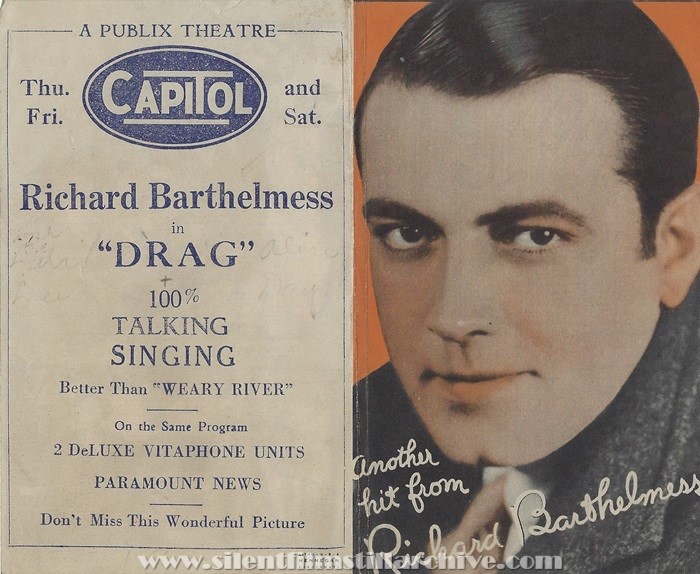 A PUBLIX THEATRE
Thu. Fri.
CAPITOL
and Sat.
Richard Barthelmess
in
"DRAG"
100%
TALKING
SINGING
Better Than "WEARY RIVER"
On the Same Program
2 DeLUXE VITAPHONE UNITS
PARAMOUNT NEWS
Don't Miss This Wonderful Picture
another
hit from
Richard Barthelmess
www.silentfilmstillarchive.com